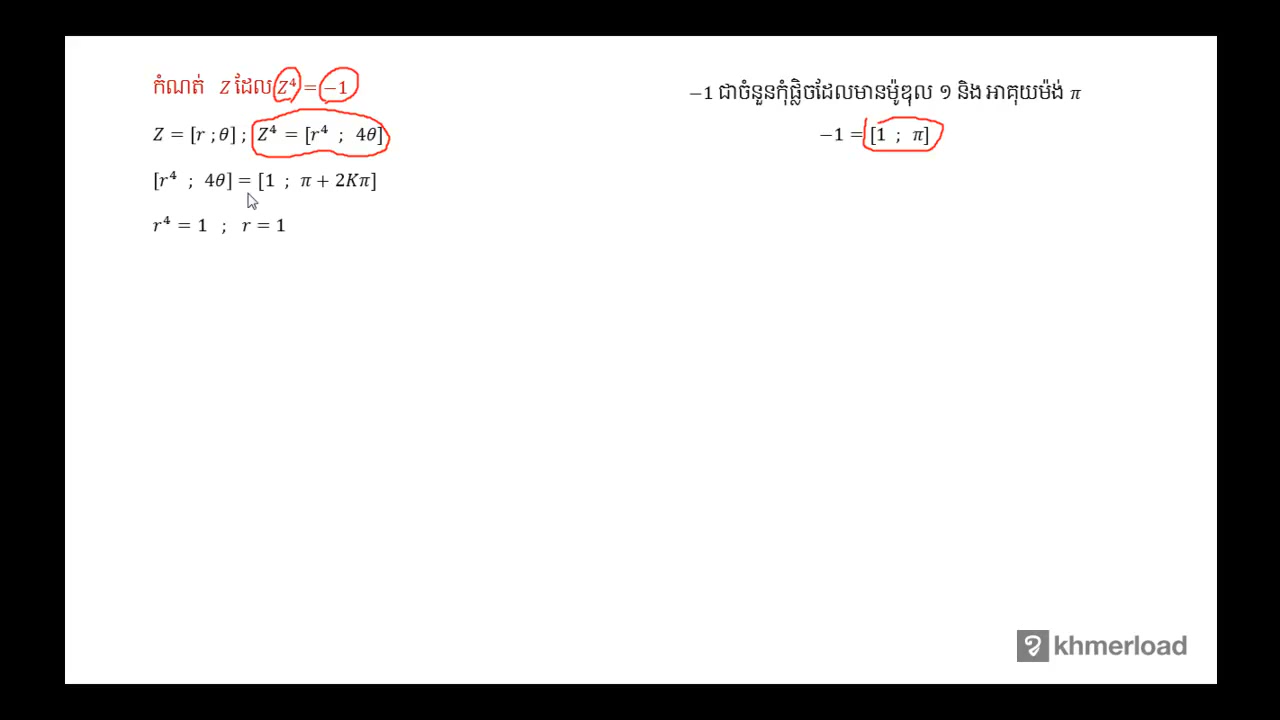 កំណត់ Z ដែល Z⁴ = −1
Z = [r ; θ] ; Z⁴ = [r⁴ ; 4θ]
[r⁴ ; 4θ] = [1 ; π + 2Kπ]
r⁴ = 1 ; r = 1
−1 ជាចំនួនកុំផ្លិចដែលមានម៉ូឌុល ១ និង អាគុយម៉ង់ π
−1 = [1 ; π]
khmerload